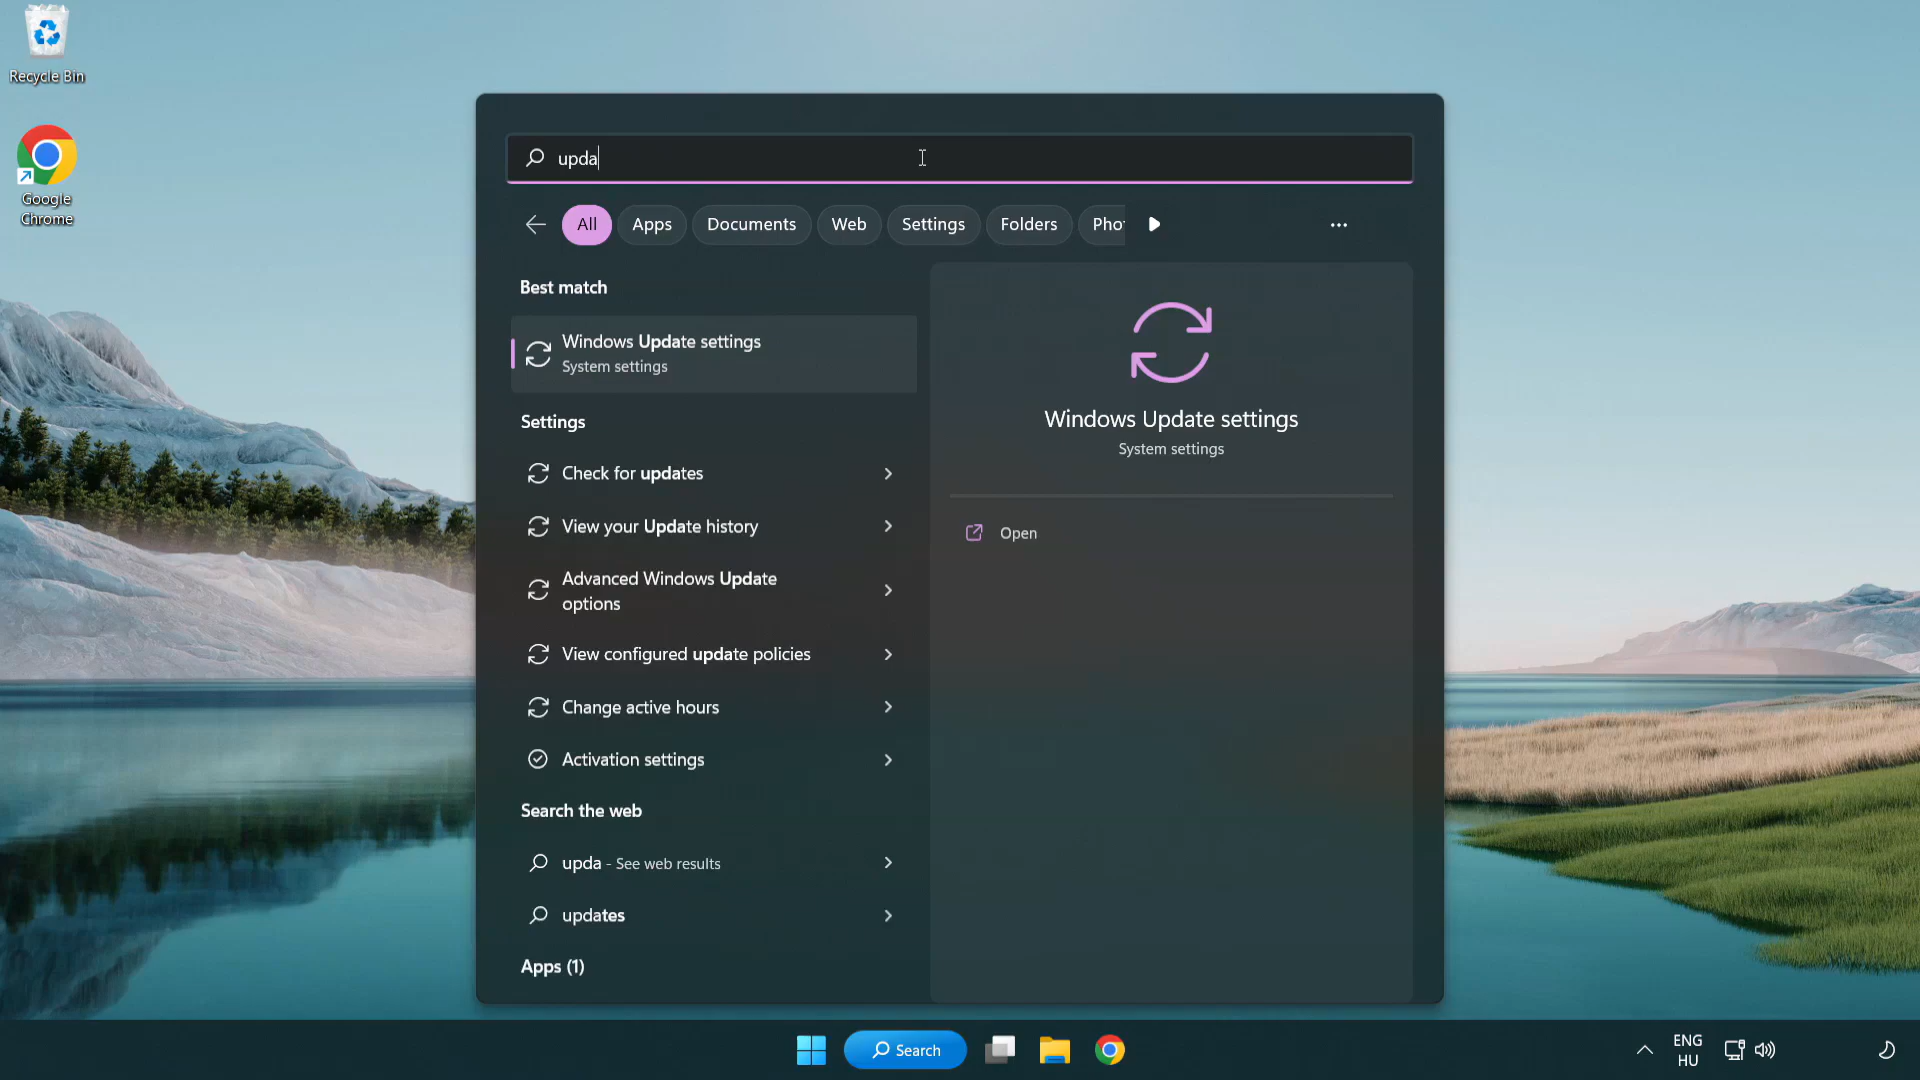 Recycle Bin
Google
Chrome
upda
All
Apps
Documents
Web
Settings
Folders
Pho
Best match
Windows Update settings
System settings
Settings
Check for updates
View your Update history
Advanced Windows Update
options
View configured update policies
Change active hours
Activation settings
Search the web
upda - See web results
updates
Apps (1)
Windows Update settings
System settings
Open
Search
ENG
HU